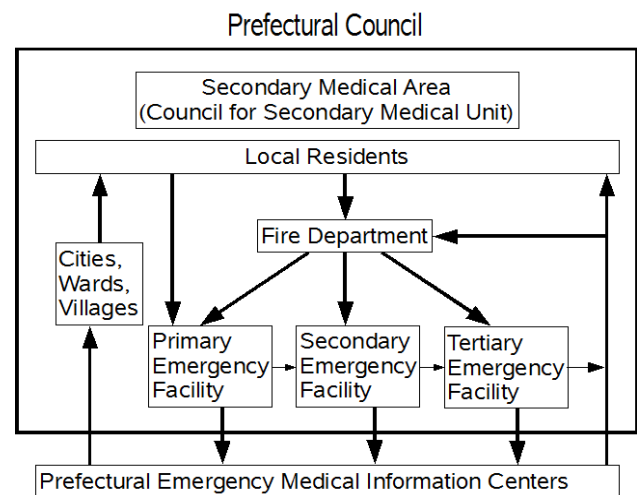 Prefectural Council
Secondary Medical Area
(Council for Secondary Medical Unit)
Local Residents
Fire Department
Cities,
Wards,
Villages
Primary
Emergency
Facility
Secondary
Emergency
Facility
Tertiary
Emergency
Facility
Prefectural Emergency Medical Information Centers